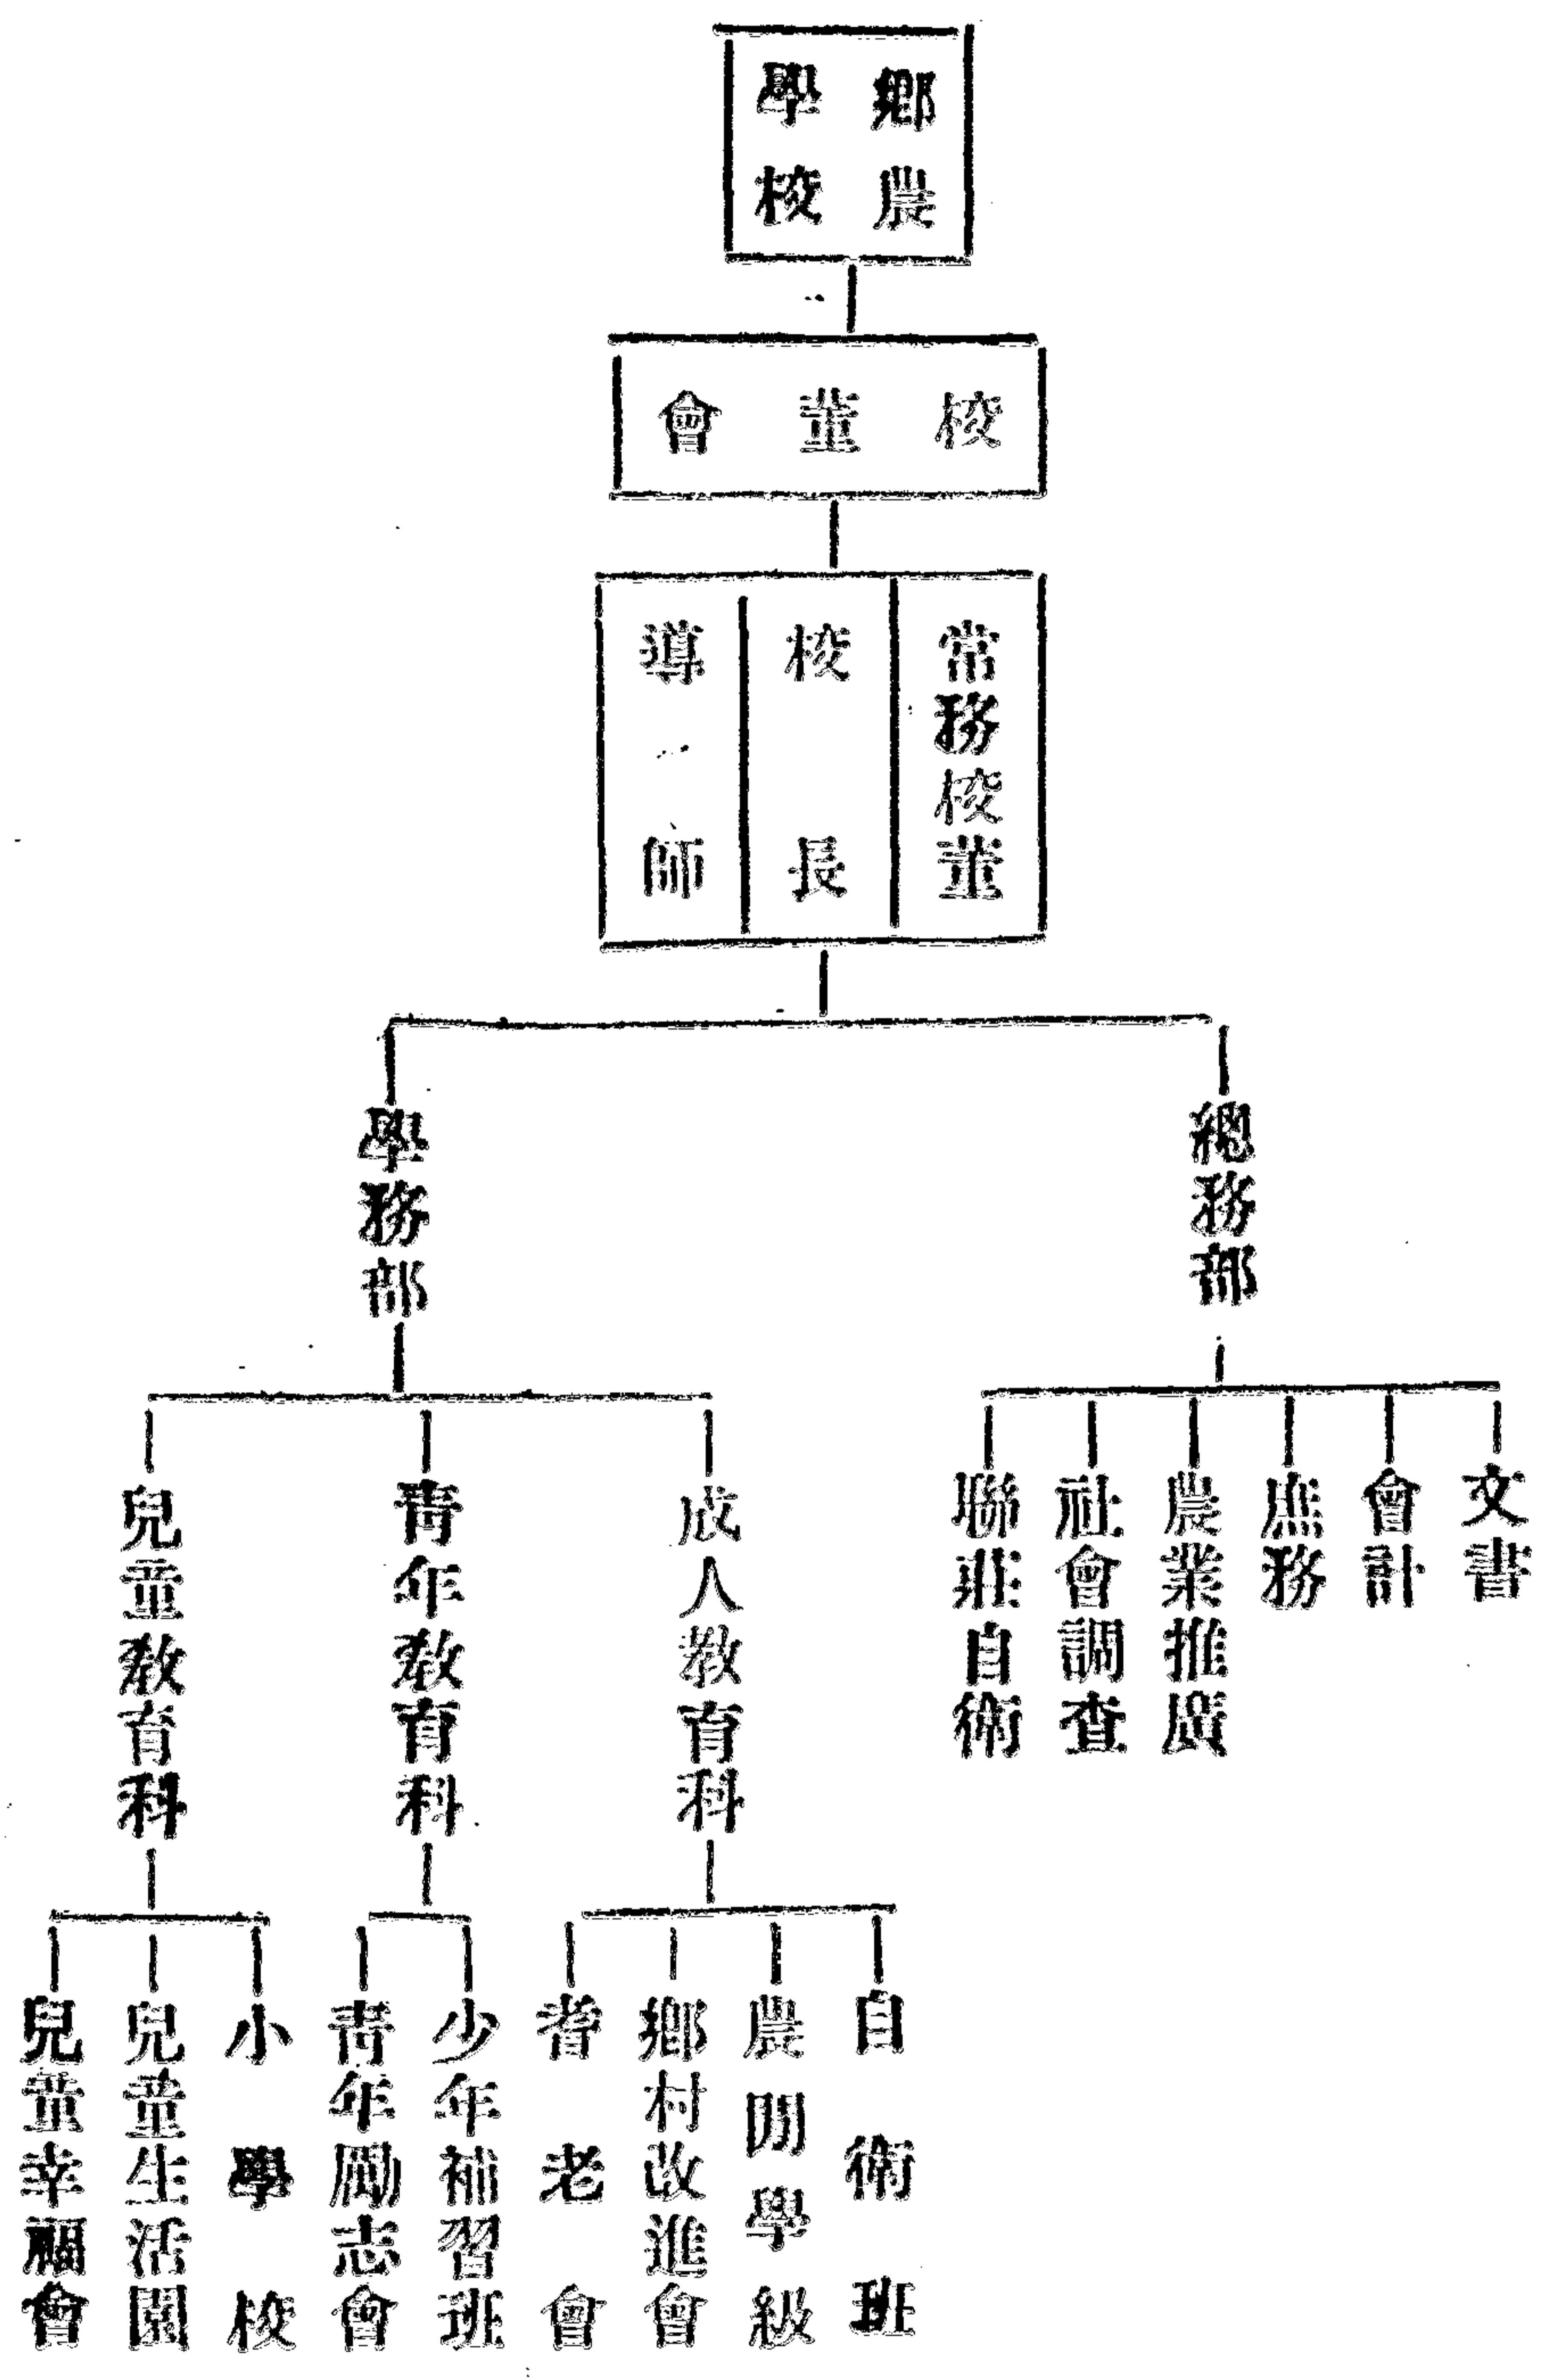 鄉農
學校
校董會
常務校董
校長
導師
總務部
學務部
文書
會計
庶務
農業推廣
社會調查
聯莊自衛
成人教育科
青年教育科
兒童教育科
自衛班
農閒學級
鄉村改進會
耆老會
少年補習班
青年勵志會
小學校
兒童生活園
兒童幸福會